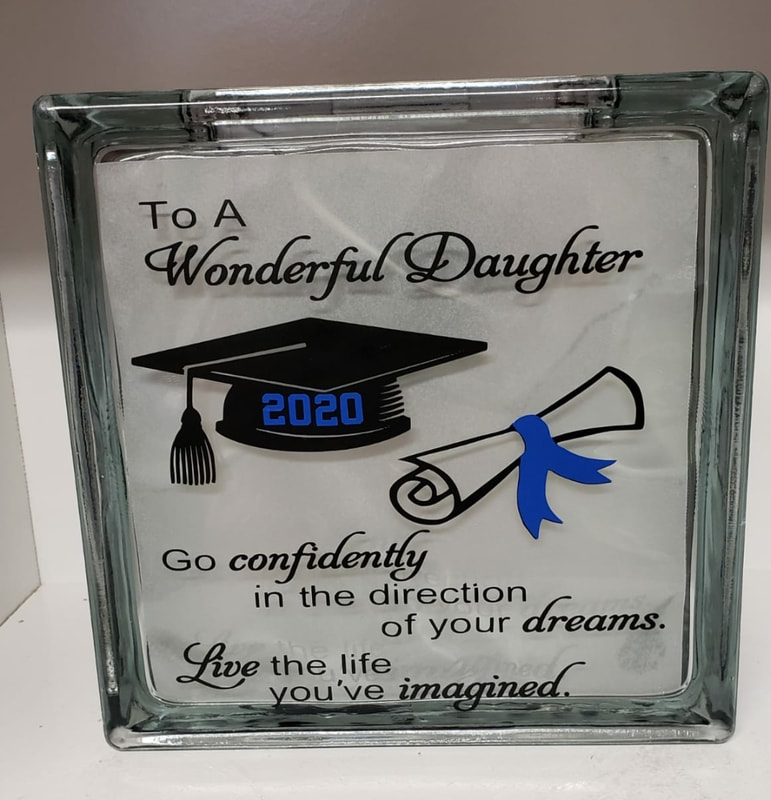 To A
Wonderful Daughter
2020
Go confidently
in the direction
of your dreams.
Live the life
you've imagined.